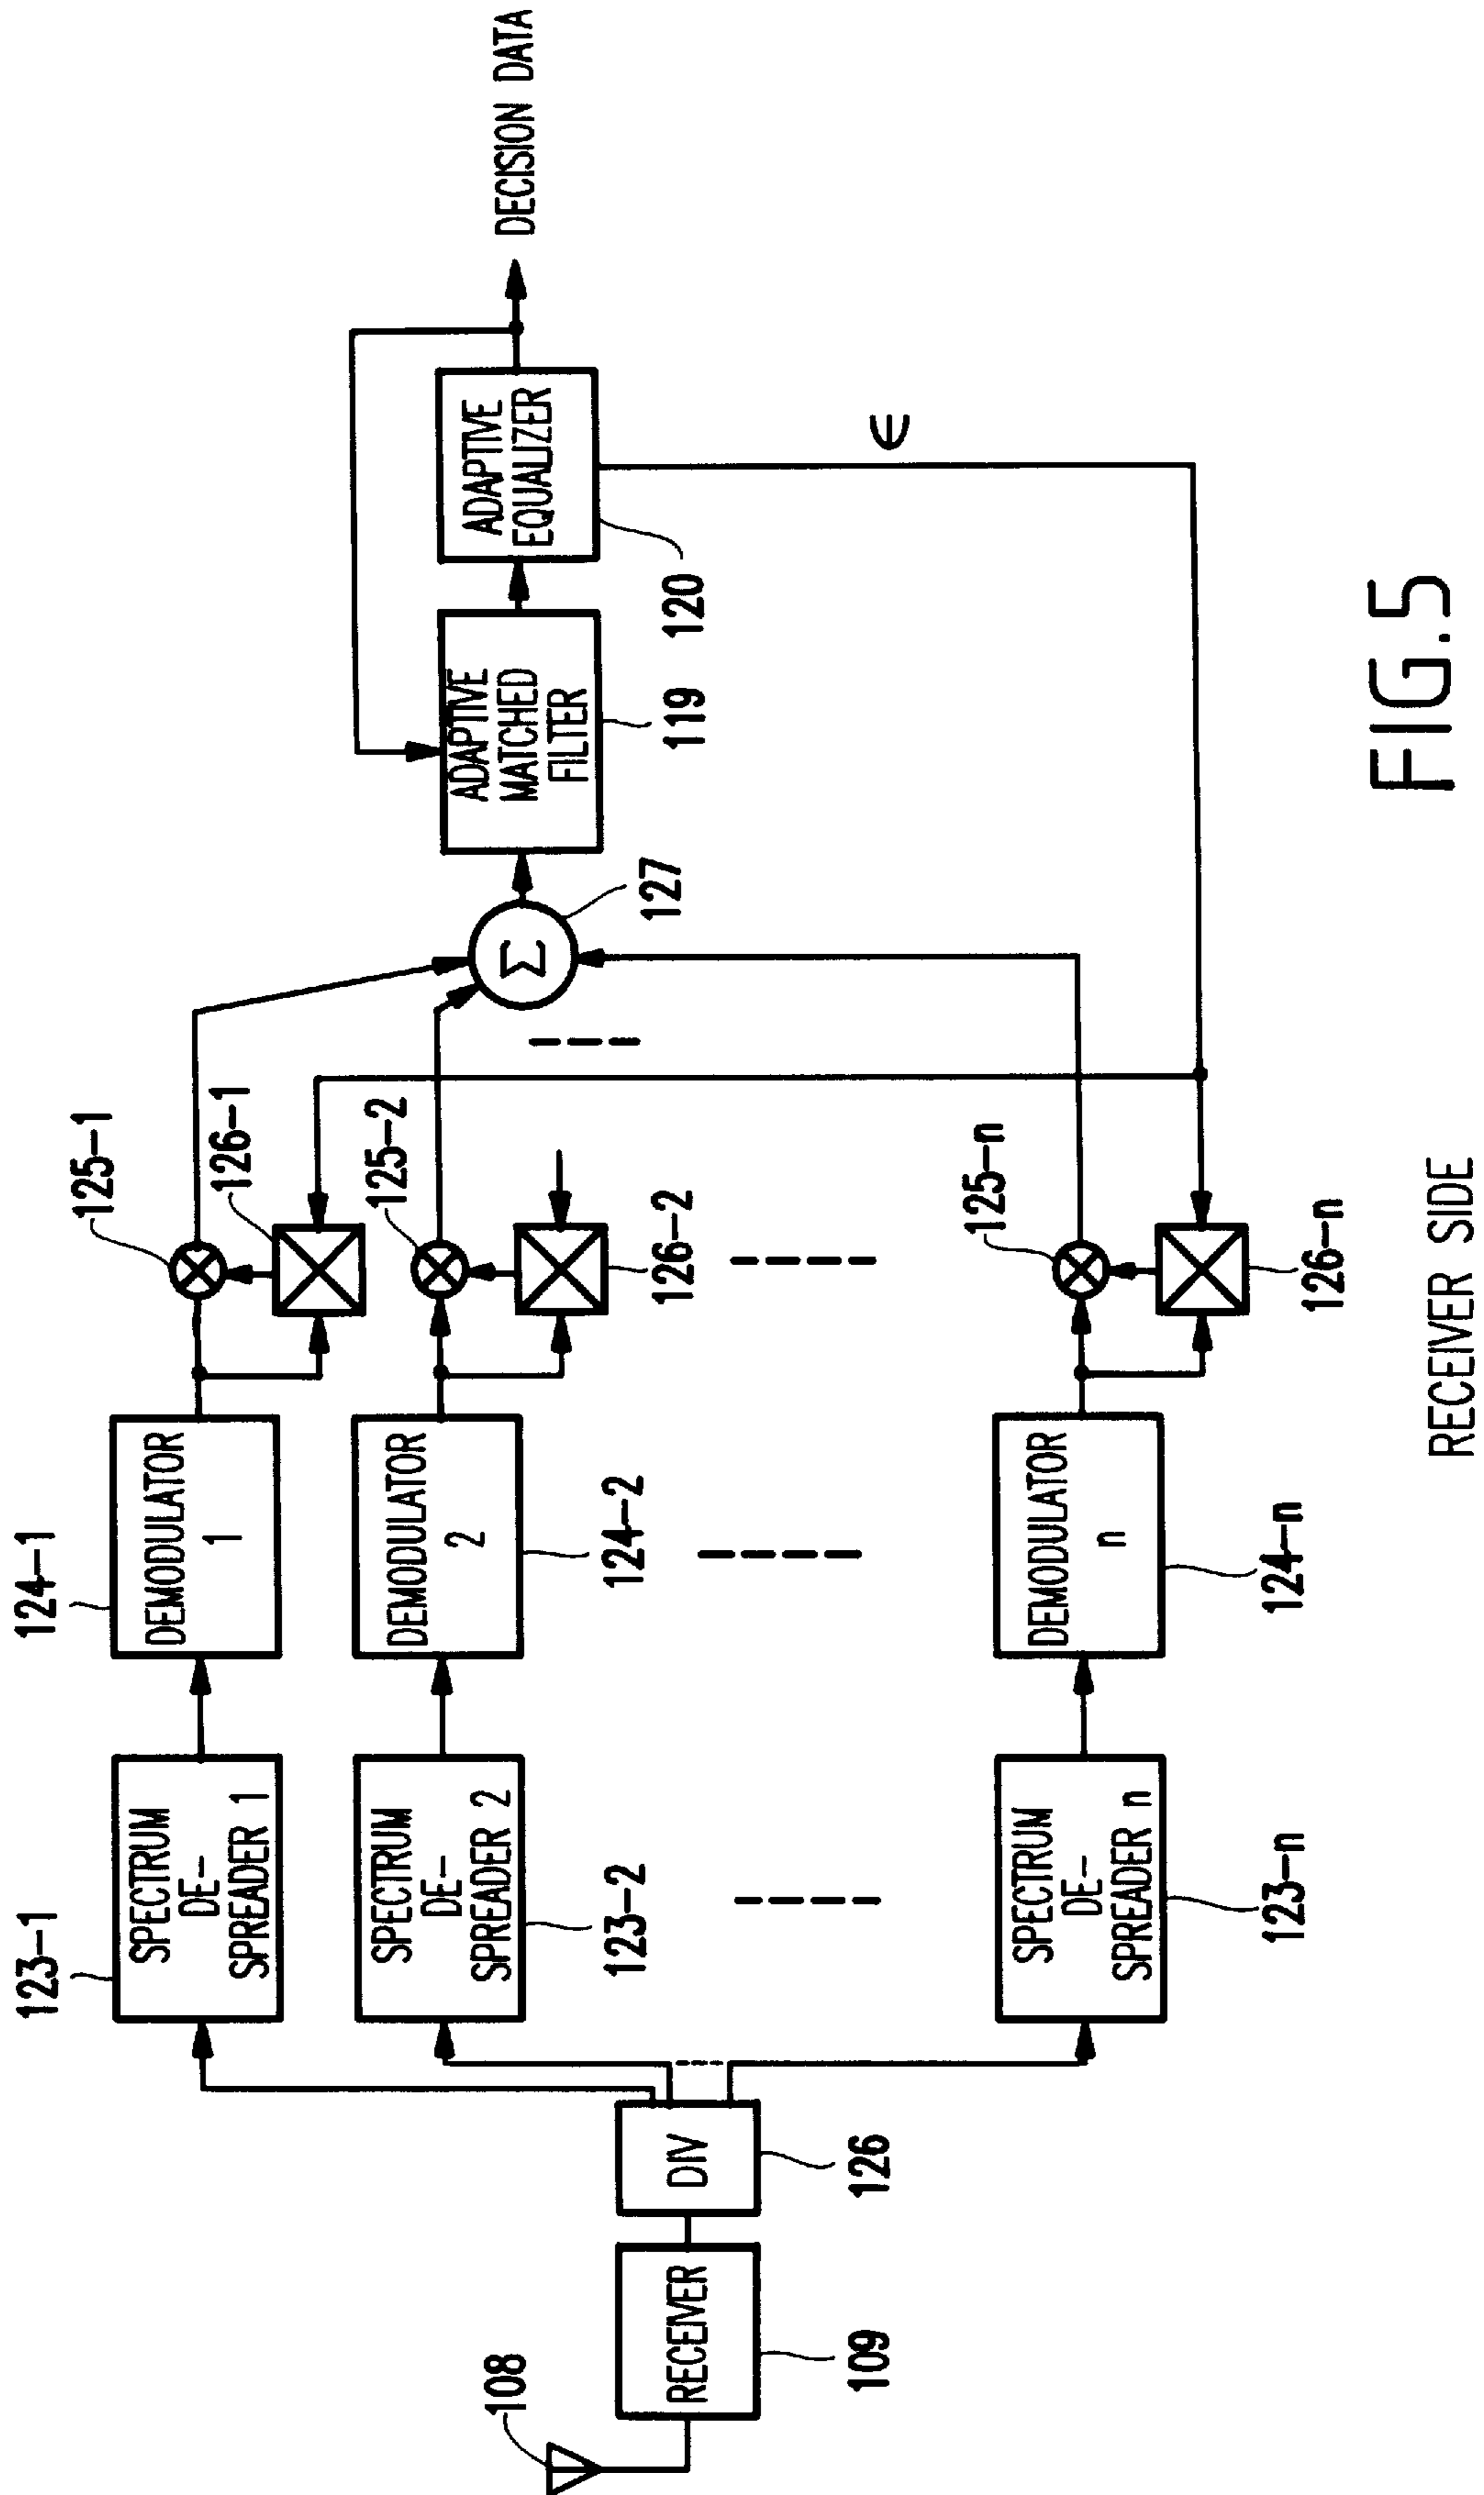 108
RECEIVER
109
DIV
126
123-1
SPECTRUM
DE-
SPREADER 1
SPECTRUM
DE-
SPREADER 2
123-2
SPECTRUM
DE-
SPREADER n
123-n
124-1
DEMODULATOR
1
DEMODULATOR
2
124-2
DEMODULATOR
n
124-n
125-1
126-1
125-2
126-2
125-n
126-n
Σ
127
ADAPTIVE
MATCHED
FILTER
119
ADAPTIVE
EQUALIZER
120
∈
DECISION DATA
RECEIVER SIDE
FIG.5